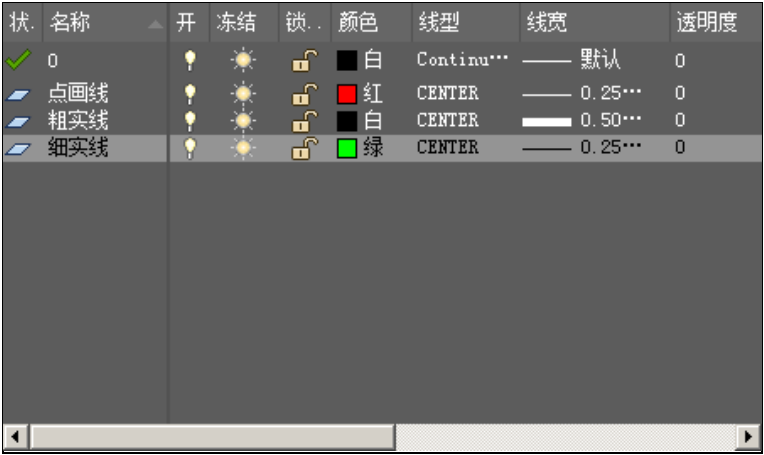 状. 名称 开 冻结 锁.. 颜色 线型 线宽 透明度
0 白 Continu… 默认 0
点画线 红 CENTER 0.25… 0
粗实线 白 CENTER 0.50… 0
细实线 绿 CENTER 0.25… 0